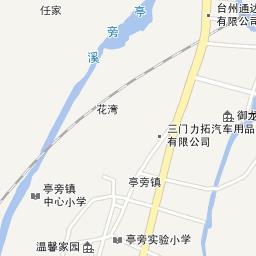 任家
台州通达
有限公司
亭
旁
溪
花湾
御龙
三门力拓汽车用品
有限公司
亭旁镇
亭旁镇
中心小学
亭旁实验小学
温馨家园